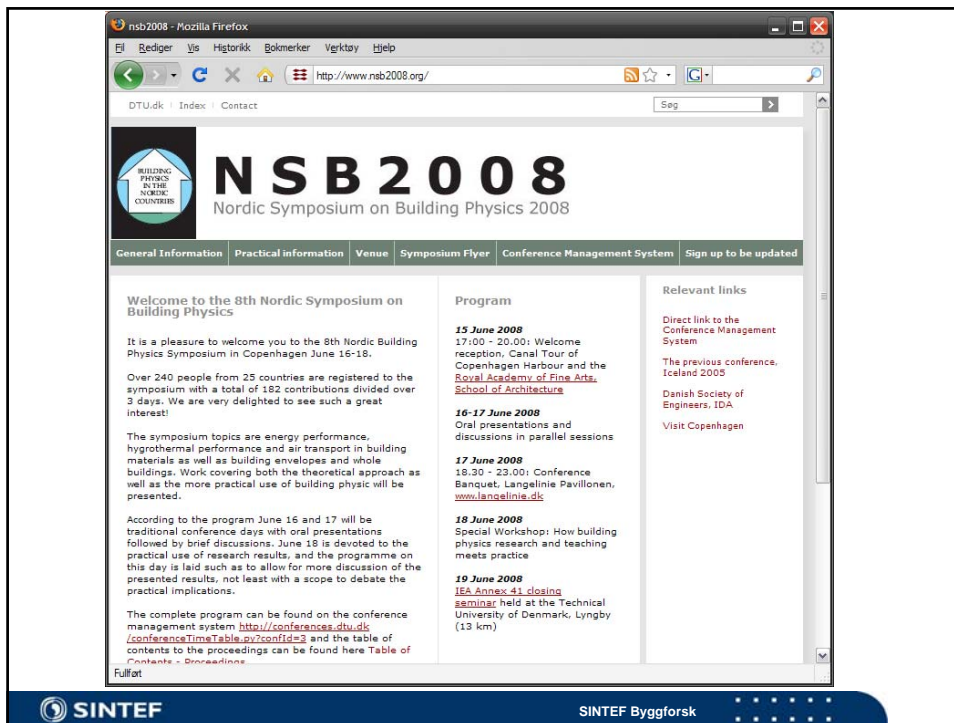 nsb2008 - Mozilla Firefox
Fil Rediger Vis Historikk Bokmerker Verktøy Hjelp
http://www.nsb2008.org/
G
DTU.dk Index Contact
Søg
BUILDING
PHYSICS
IN THE
NORDIC
COUNTRIES
NSB2008
Nordic Symposium on Building Physics 2008
General Information Practical information Venue Symposium Flyer Conference Management System Sign up to be updated
Welcome to the 8th Nordic Symposium on
Building Physics
It is a pleasure to welcome you to the 8th Nordic Building
Physics Symposium in Copenhagen June 16-18.
Over 240 people from 25 countries are registered to the
symposium with a total of 182 contributions divided over
3 days. We are very delighted to see such a great
interest!
The symposium topics are energy performance,
hygrothermal performance and air transport in building
materials as well as building envelopes and whole
buildings. Work covering both the theoretical approach as
well as the more practical use of building physic will be
presented.
According to the program June 16 and 17 will be
traditional conference days with oral presentations
followed by brief discussions. June 18 is devoted to the
practical use of research results, and the programme on
this day is laid such as to allow for more discussion of the
presented results, not least with a scope to debate the
practical implications.
The complete program can be found on the conference
management system http://conferences.dtu.dk
/conferenceTimeTable.py?confId=3 and the table of
contents to the proceedings can be found here Table of
Contents - Proceedings
Program
15 June 2008
17:00 - 20.00: Welcome
reception, Canal Tour of
Copenhagen Harbour and the
Royal Academy of Fine Arts,
School of Architecture
16-17 June 2008
Oral presentations and
discussions in parallel sessions
17 June 2008
18.30 - 23.00: Conference
Banquet, Langelinie Pavillonen,
www.langelinie.dk
18 June 2008
Special Workshop: How building
physics research and teaching
meets practice
19 June 2008
IEA Annex 41 closing
seminar held at the Technical
University of Denmark, Lyngby
(13 km)
Relevant links
Direct link to the
Conference Management
System
The previous conference,
Iceland 2005
Danish Society of
Engineers, IDA
Visit Copenhagen
Fullført
SINTEF
SINTEF Byggforsk